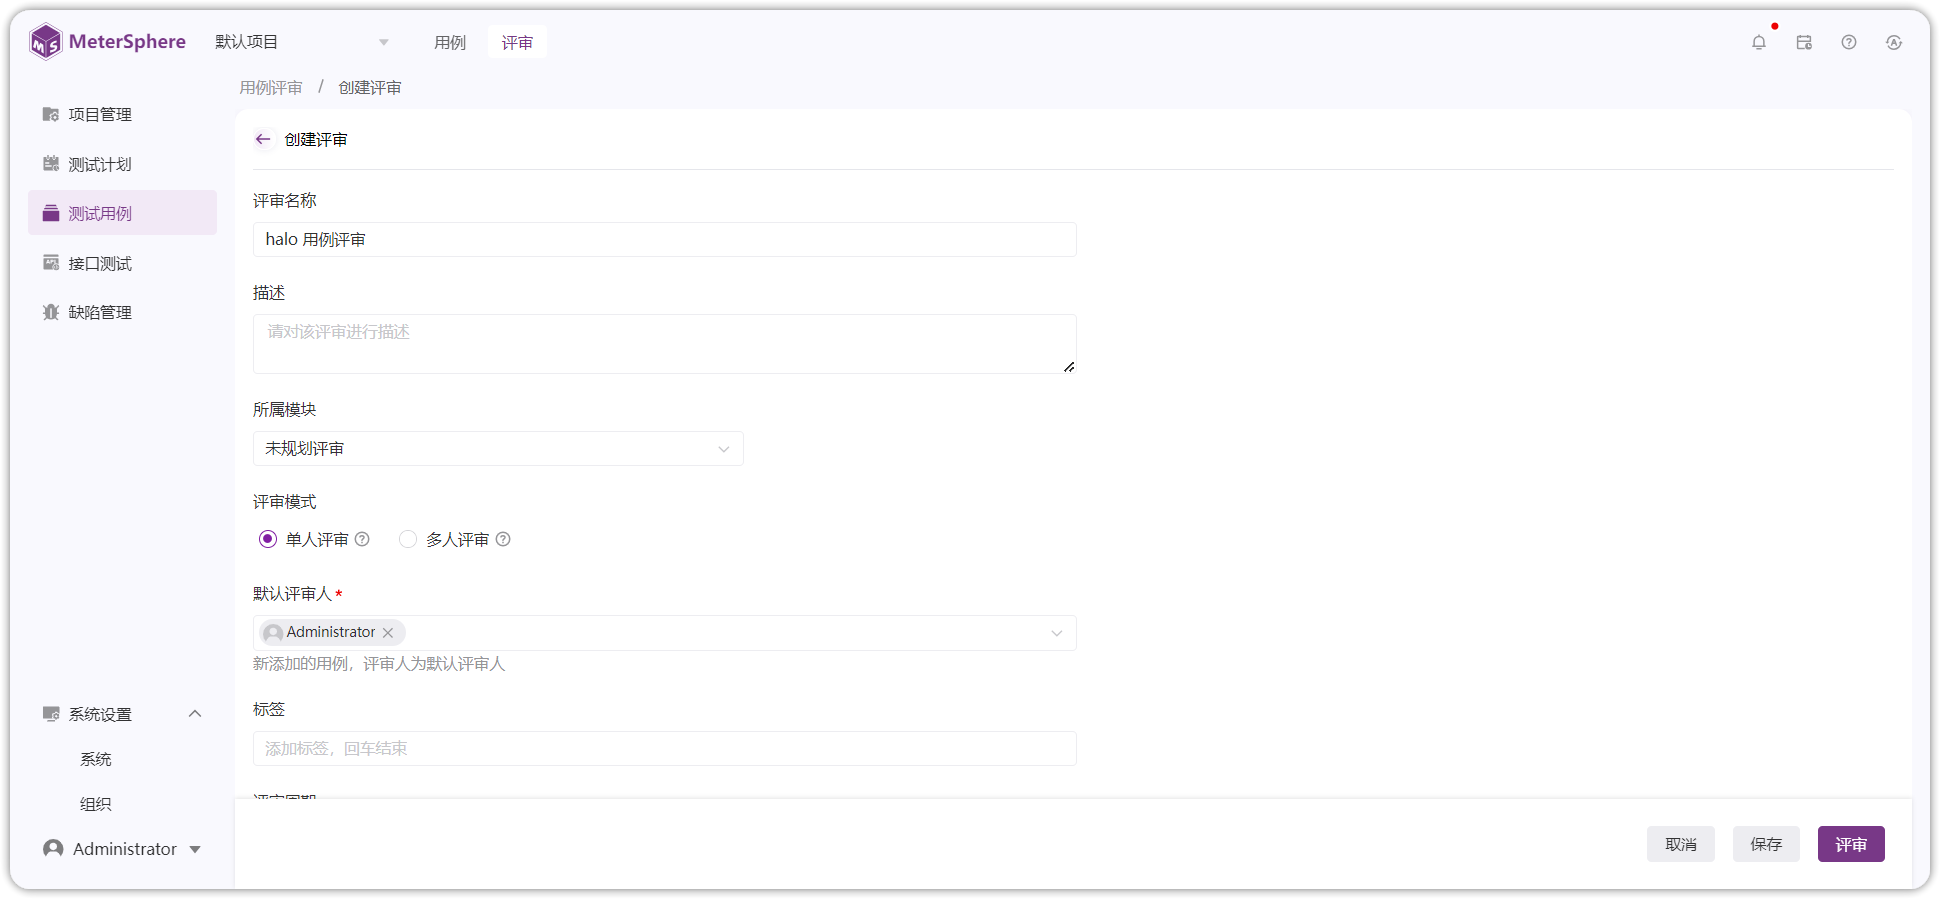 MeterSphere
默认项目
用例
评审
项目管理
测试计划
测试用例
接口测试
缺陷管理
系统设置
系统
组织
Administrator
用例评审 / 创建评审
创建评审
评审名称
halo 用例评审
描述
请对该评审进行描述
所属模块
未规划评审
评审模式
单人评审 多人评审
默认评审人*
Administrator
新添加的用例，评审人为默认评审人
标签
添加标签，回车结束
评审周期
取消
保存
评审